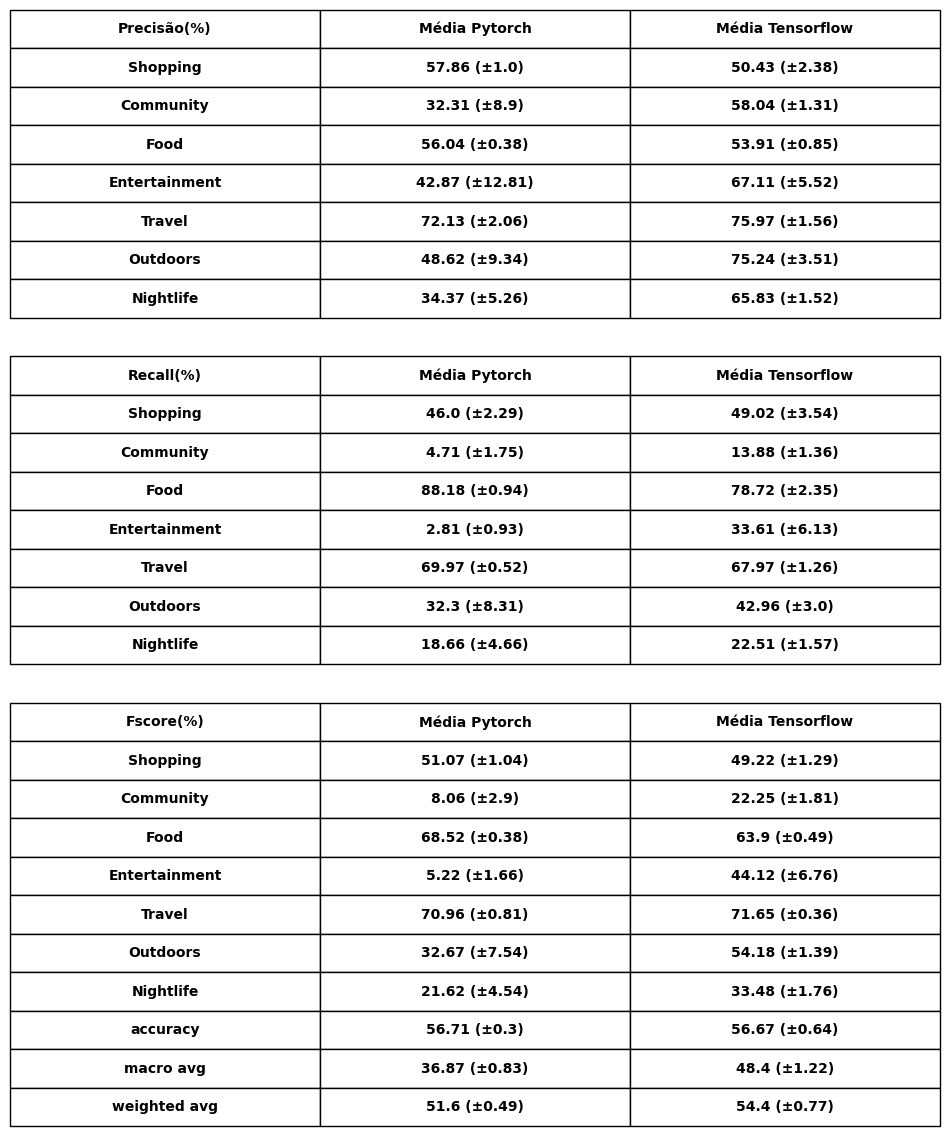 Precisão(%) Média Pytorch Média Tensorflow
Shopping 57.86 (±1.0) 50.43 (±2.38)
Community 32.31 (±8.9) 58.04 (±1.31)
Food 56.04 (±0.38) 53.91 (±0.85)
Entertainment 42.87 (±12.81) 67.11 (±5.52)
Travel 72.13 (±2.06) 75.97 (±1.56)
Outdoors 48.62 (±9.34) 75.24 (±3.51)
Nightlife 34.37 (±5.26) 65.83 (±1.52)
Recall(%) Média Pytorch Média Tensorflow
Shopping 46.0 (±2.29) 49.02 (±3.54)
Community 4.71 (±1.75) 13.88 (±1.36)
Food 88.18 (±0.94) 78.72 (±2.35)
Entertainment 2.81 (±0.93) 33.61 (±6.13)
Travel 69.97 (±0.52) 67.97 (±1.26)
Outdoors 32.3 (±8.31) 42.96 (±3.0)
Nightlife 18.66 (±4.66) 22.51 (±1.57)
Fscore(%) Média Pytorch Média Tensorflow
Shopping 51.07 (±1.04) 49.22 (±1.29)
Community 8.06 (±2.9) 22.25 (±1.81)
Food 68.52 (±0.38) 63.9 (±0.49)
Entertainment 5.22 (±1.66) 44.12 (±6.76)
Travel 70.96 (±0.81) 71.65 (±0.36)
Outdoors 32.67 (±7.54) 54.18 (±1.39)
Nightlife 21.62 (±4.54) 33.48 (±1.76)
accuracy 56.71 (±0.3) 56.67 (±0.64)
macro avg 36.87 (±0.83) 48.4 (±1.22)
weighted avg 51.6 (±0.49) 54.4 (±0.77)